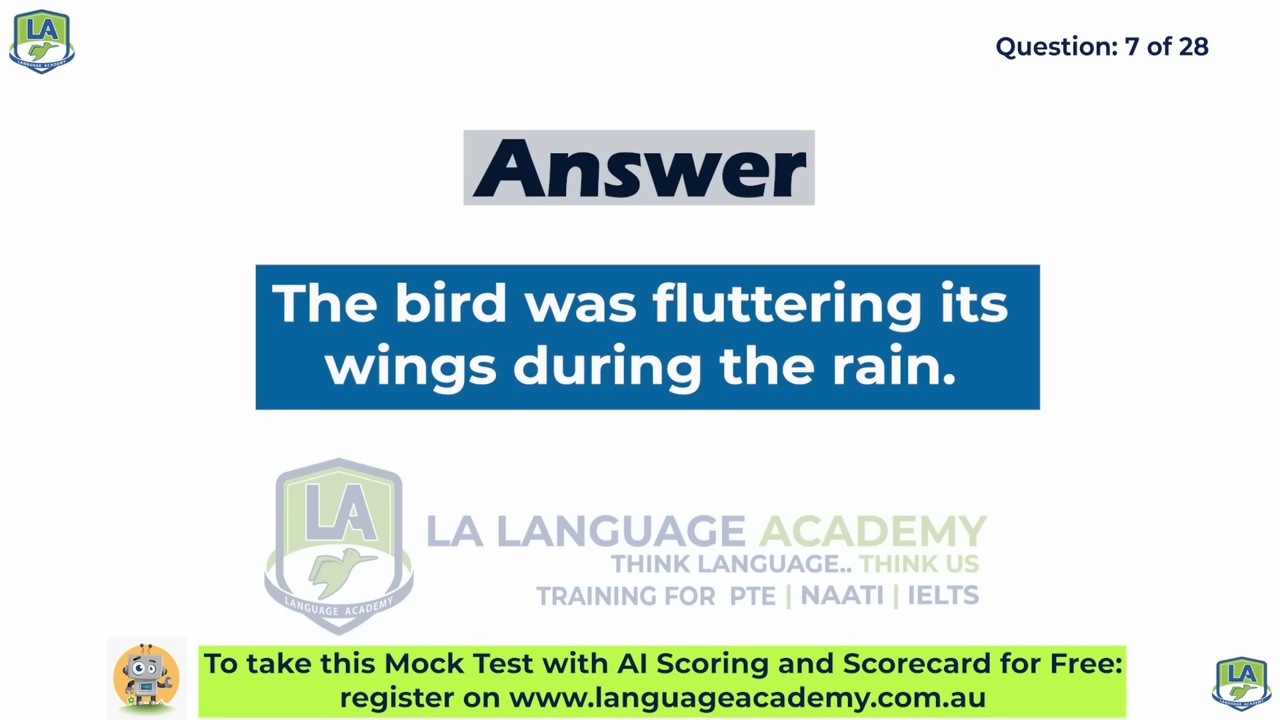 LA
LANGUAGE ACADEMY
Question: 7 of 28
Answer
The bird was fluttering its
wings during the rain.
LA
LANGUAGE ACADEMY
LA LANGUAGE ACADEMY
THINK LANGUAGE.. THINK US
TRAINING FOR PTE | NAATI | IELTS
To take this Mock Test with AI Scoring and Scorecard for Free:
register on www.languageacademy.com.au
LA
LANGUAGE ACADEMY